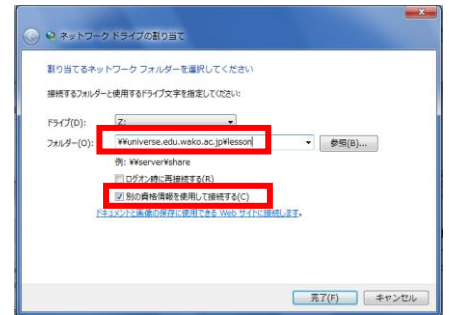 ネットワーク ドライブの割り当て
割り当てるネットワーク フォルダーを選択してください
接続するフォルダーと使用するドライブ文字を指定してください:
ドライブ(D): Z:
フォルダー(O): ¥¥universe.edu.wako.ac.jp¥lesson 参照(B)...
例: ¥¥server¥share
ログオン時に再接続する(R)
別の資格情報を使用して接続する(C)
ドキュメントと画像の保存に使用できる Web サイトに接続します。
完了(F) キャンセル